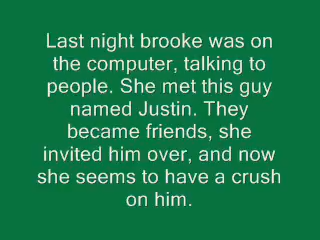 Last night brooke was on
the computer, talking to
people. She met this guy
named Justin. They
became friends, she
invited him over, and now
she seems to have a crush
on him.